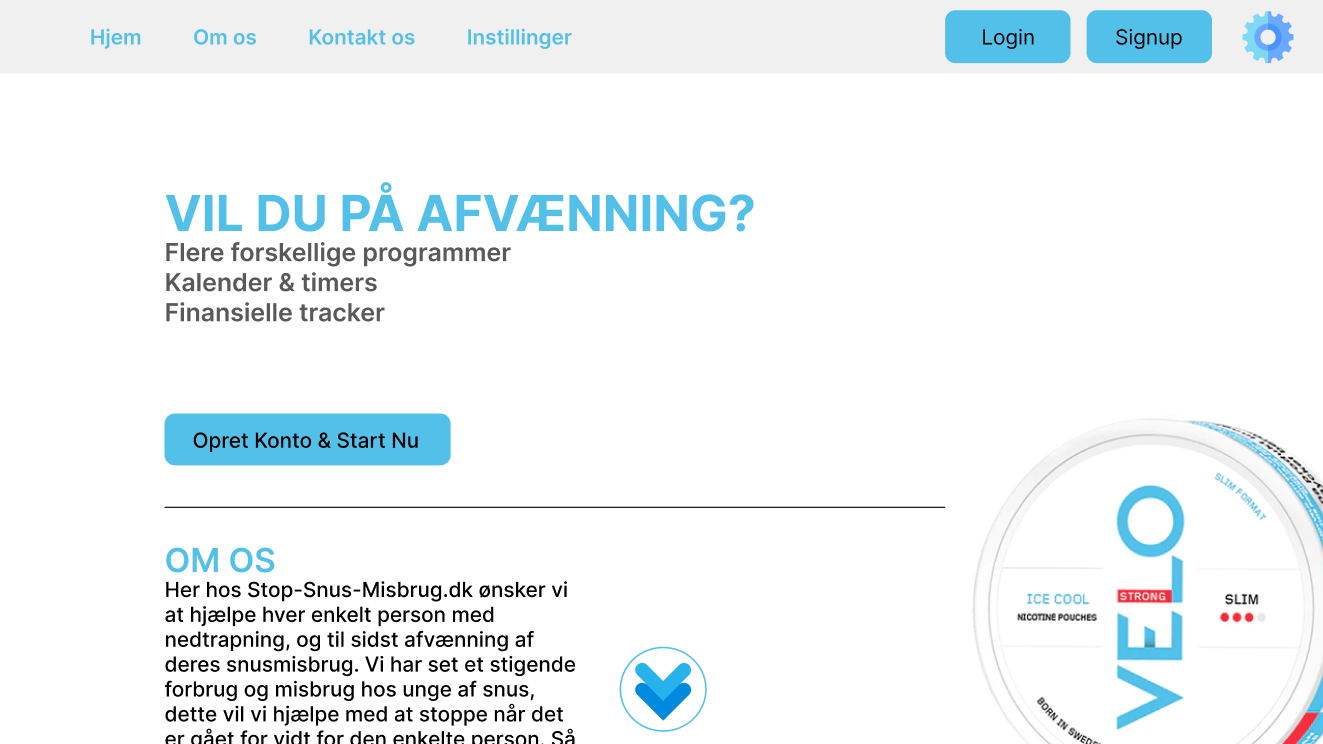 Hjem
Om os
Kontakt os
Instillinger
Login
Signup
VIL DU PÅ AFVÆNNING?
Flere forskellige programmer
Kalender & timers
Finansielle tracker
Opret Konto & Start Nu
OM OS
Her hos Stop-Snus-Misbrug.dk ønsker vi
at hjælpe hver enkelt person med
nedtrapning, og til sidst afvænning af
deres snusmisbrug. Vi har set et stigende
forbrug og misbrug hos unge af snus,
dette vil vi hjælpe med at stoppe når det
er gået for vidt for den enkelte person. Så
SLIM FORMAT
ICE COOL
NICOTINE POUCHES
VELO
STRONG
SLIM
BORN IN SWEDE